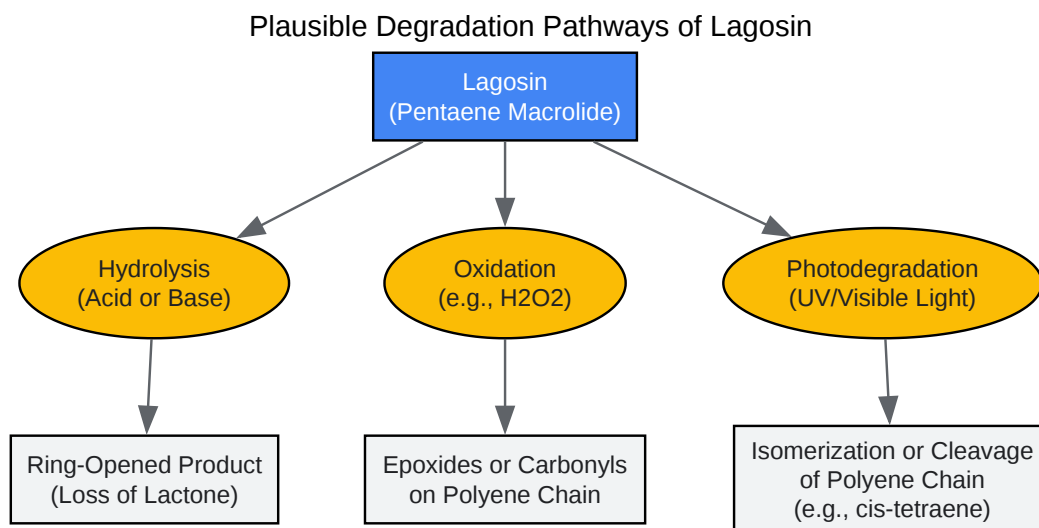 Plausible Degradation Pathways of Lagosin
Lagosin
(Pentaene Macrolide)
Hydrolysis
(Acid or Base)
Oxidation
(e.g., H2O2)
Photodegradation
(UV/Visible Light)
Ring-Opened Product
(Loss of Lactone)
Epoxides or Carbonyls
on Polyene Chain
Isomerization or Cleavage
of Polyene Chain
(e.g., cis-tetraene)